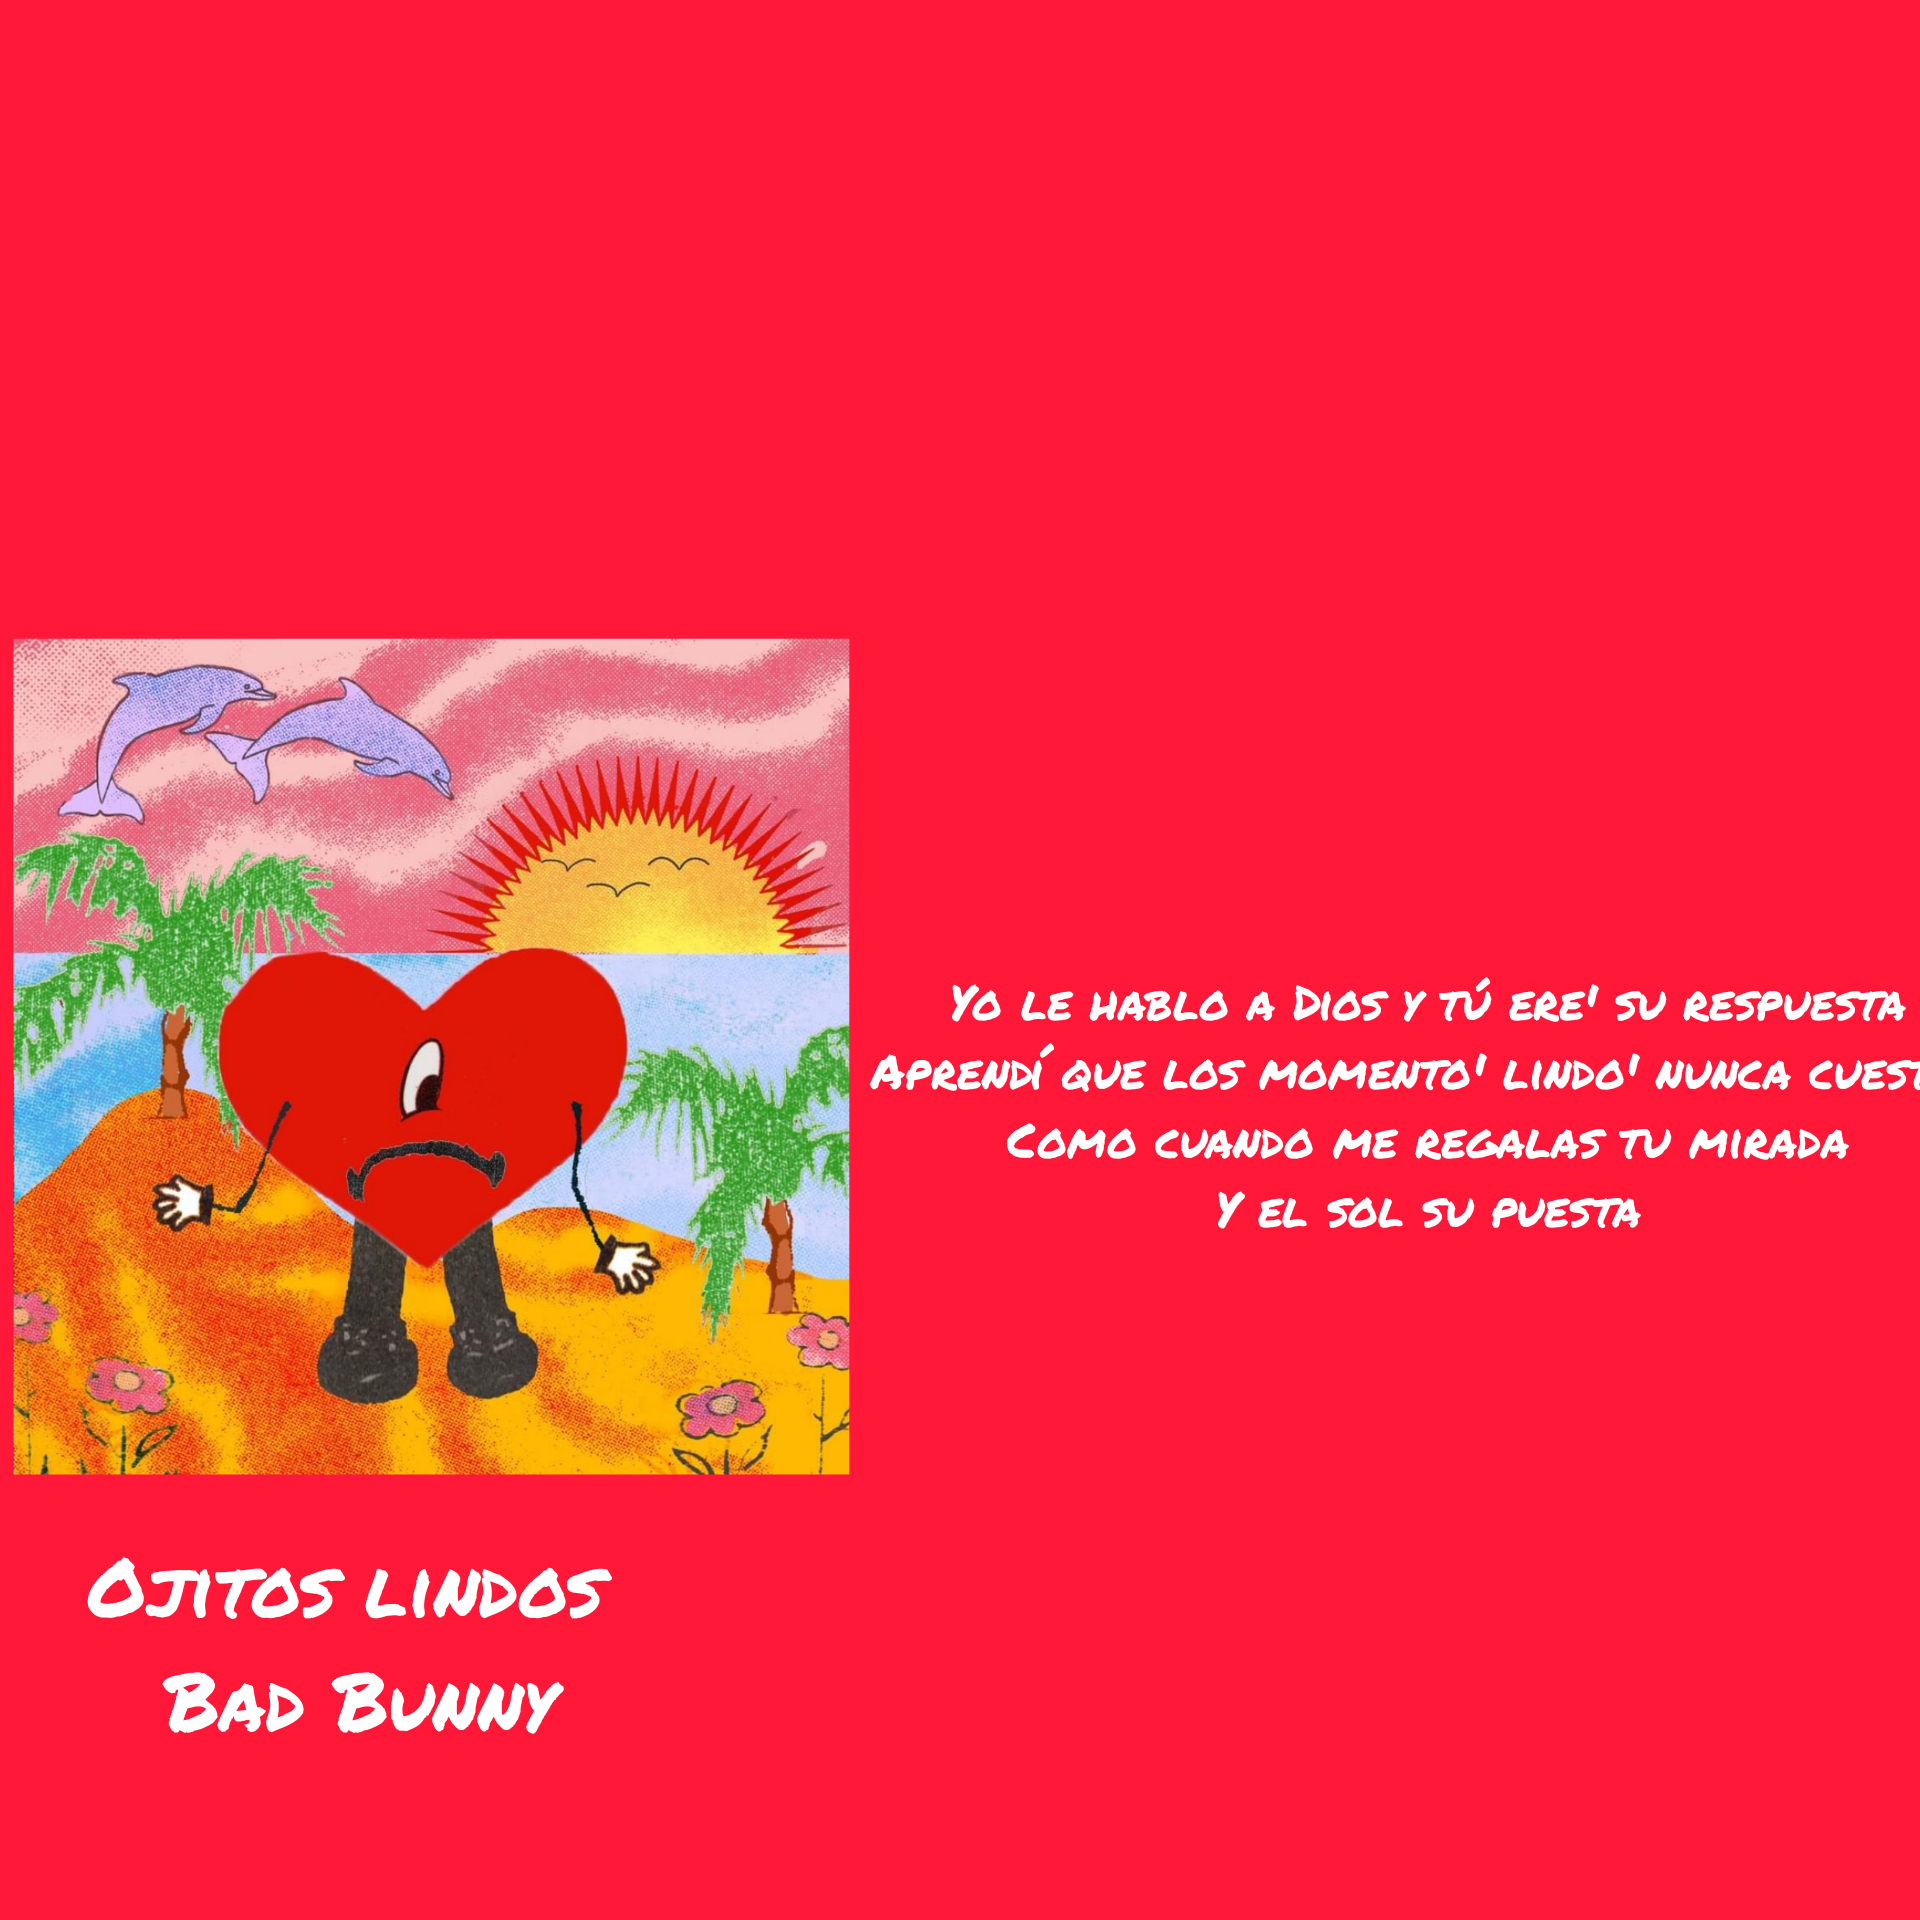 Yo le hablo a Dios y tú ere' su respuesta
Aprendí que los momento' lindo' nunca
Como cuando me regalas tu mirada
Y el sol su puesta
Ojitos lindos
Bad Bunny